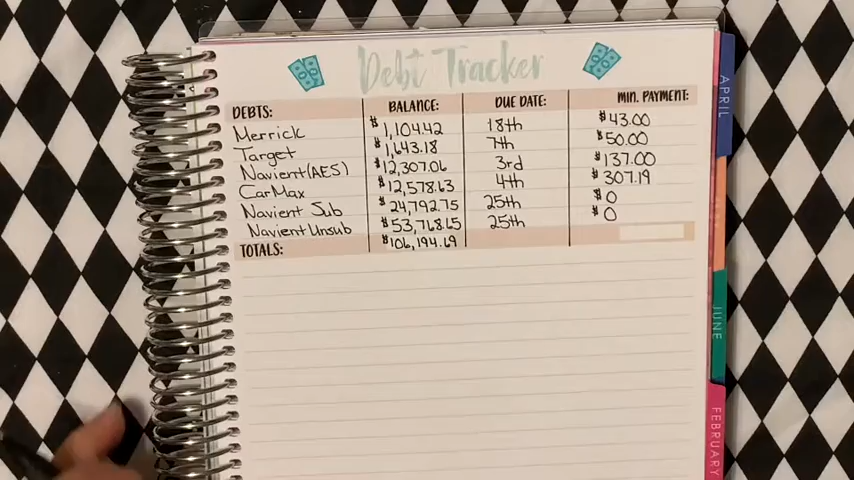 Debt Tracker
DEBTS: BALANCE: DUE DATE: MIN. PAYMENT:
Merrick $1,104.42 18th $43.00
Target $1,643.18 7th $50.00
Navient (AES) $12,307.06 3rd $137.00
CarMax $12,578.63 4th $307.19
Navient Sub $24,792.75 25th $0
Navient Unsub $53,768.65 25th $0
TOTALS: $106,194.69
APRIL
JUNE
FEBRUARY